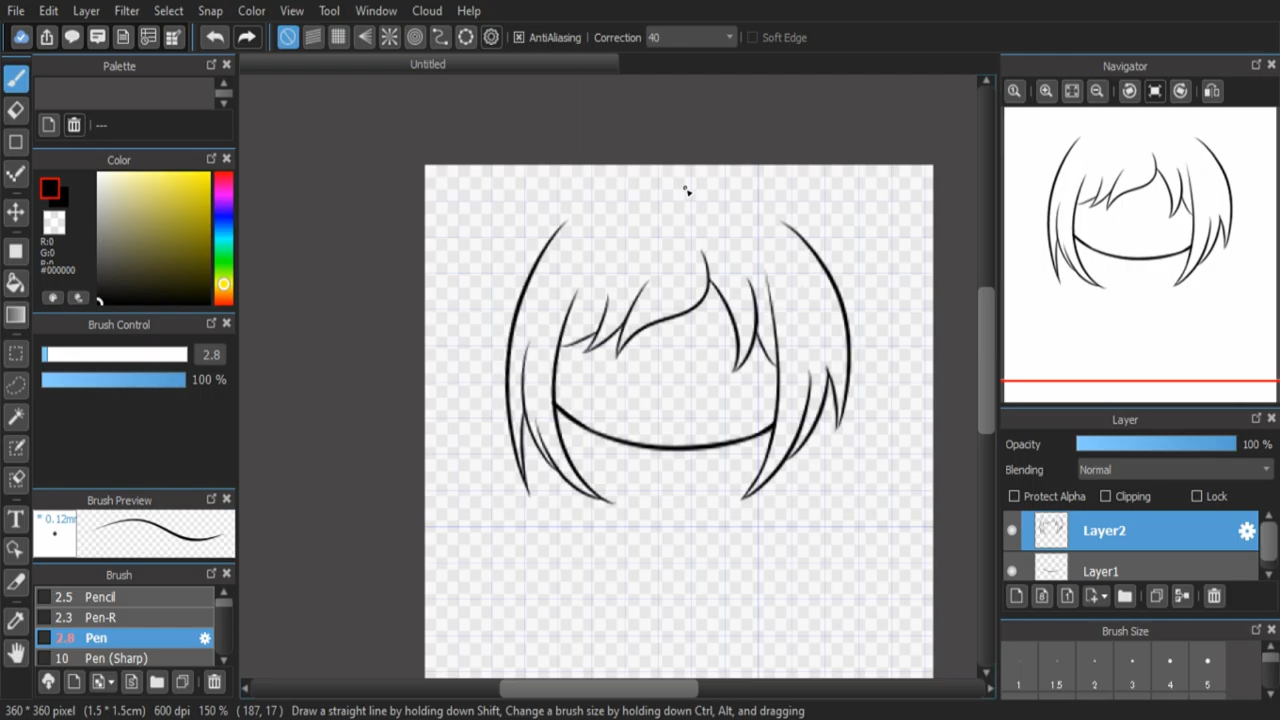 File Edit Layer Filter Select Snap Color View Tool Window Cloud Help
AntiAliasing Correction 40 Soft Edge
Palette
Untitled
Navigator
---
Color
R:0
G:0
#000000
Brush Control
2.8
100 %
Layer
Opacity 100 %
Blending Normal
Protect Alpha Clipping Lock
Brush Preview
* 0.12m
Layer2
Layer1
Brush
2.5 Pencil
2.3 Pen-R
2.8 Pen
10 Pen (Sharp)
Brush Size
1 1.5 2 3 4 5
360 * 360 pixel (1.5 * 1.5cm) 600 dpi 150 % ( 187, 17 ) Draw a straight line by holding down Shift, Change a brush size by holding down Ctrl, Alt, and dragging